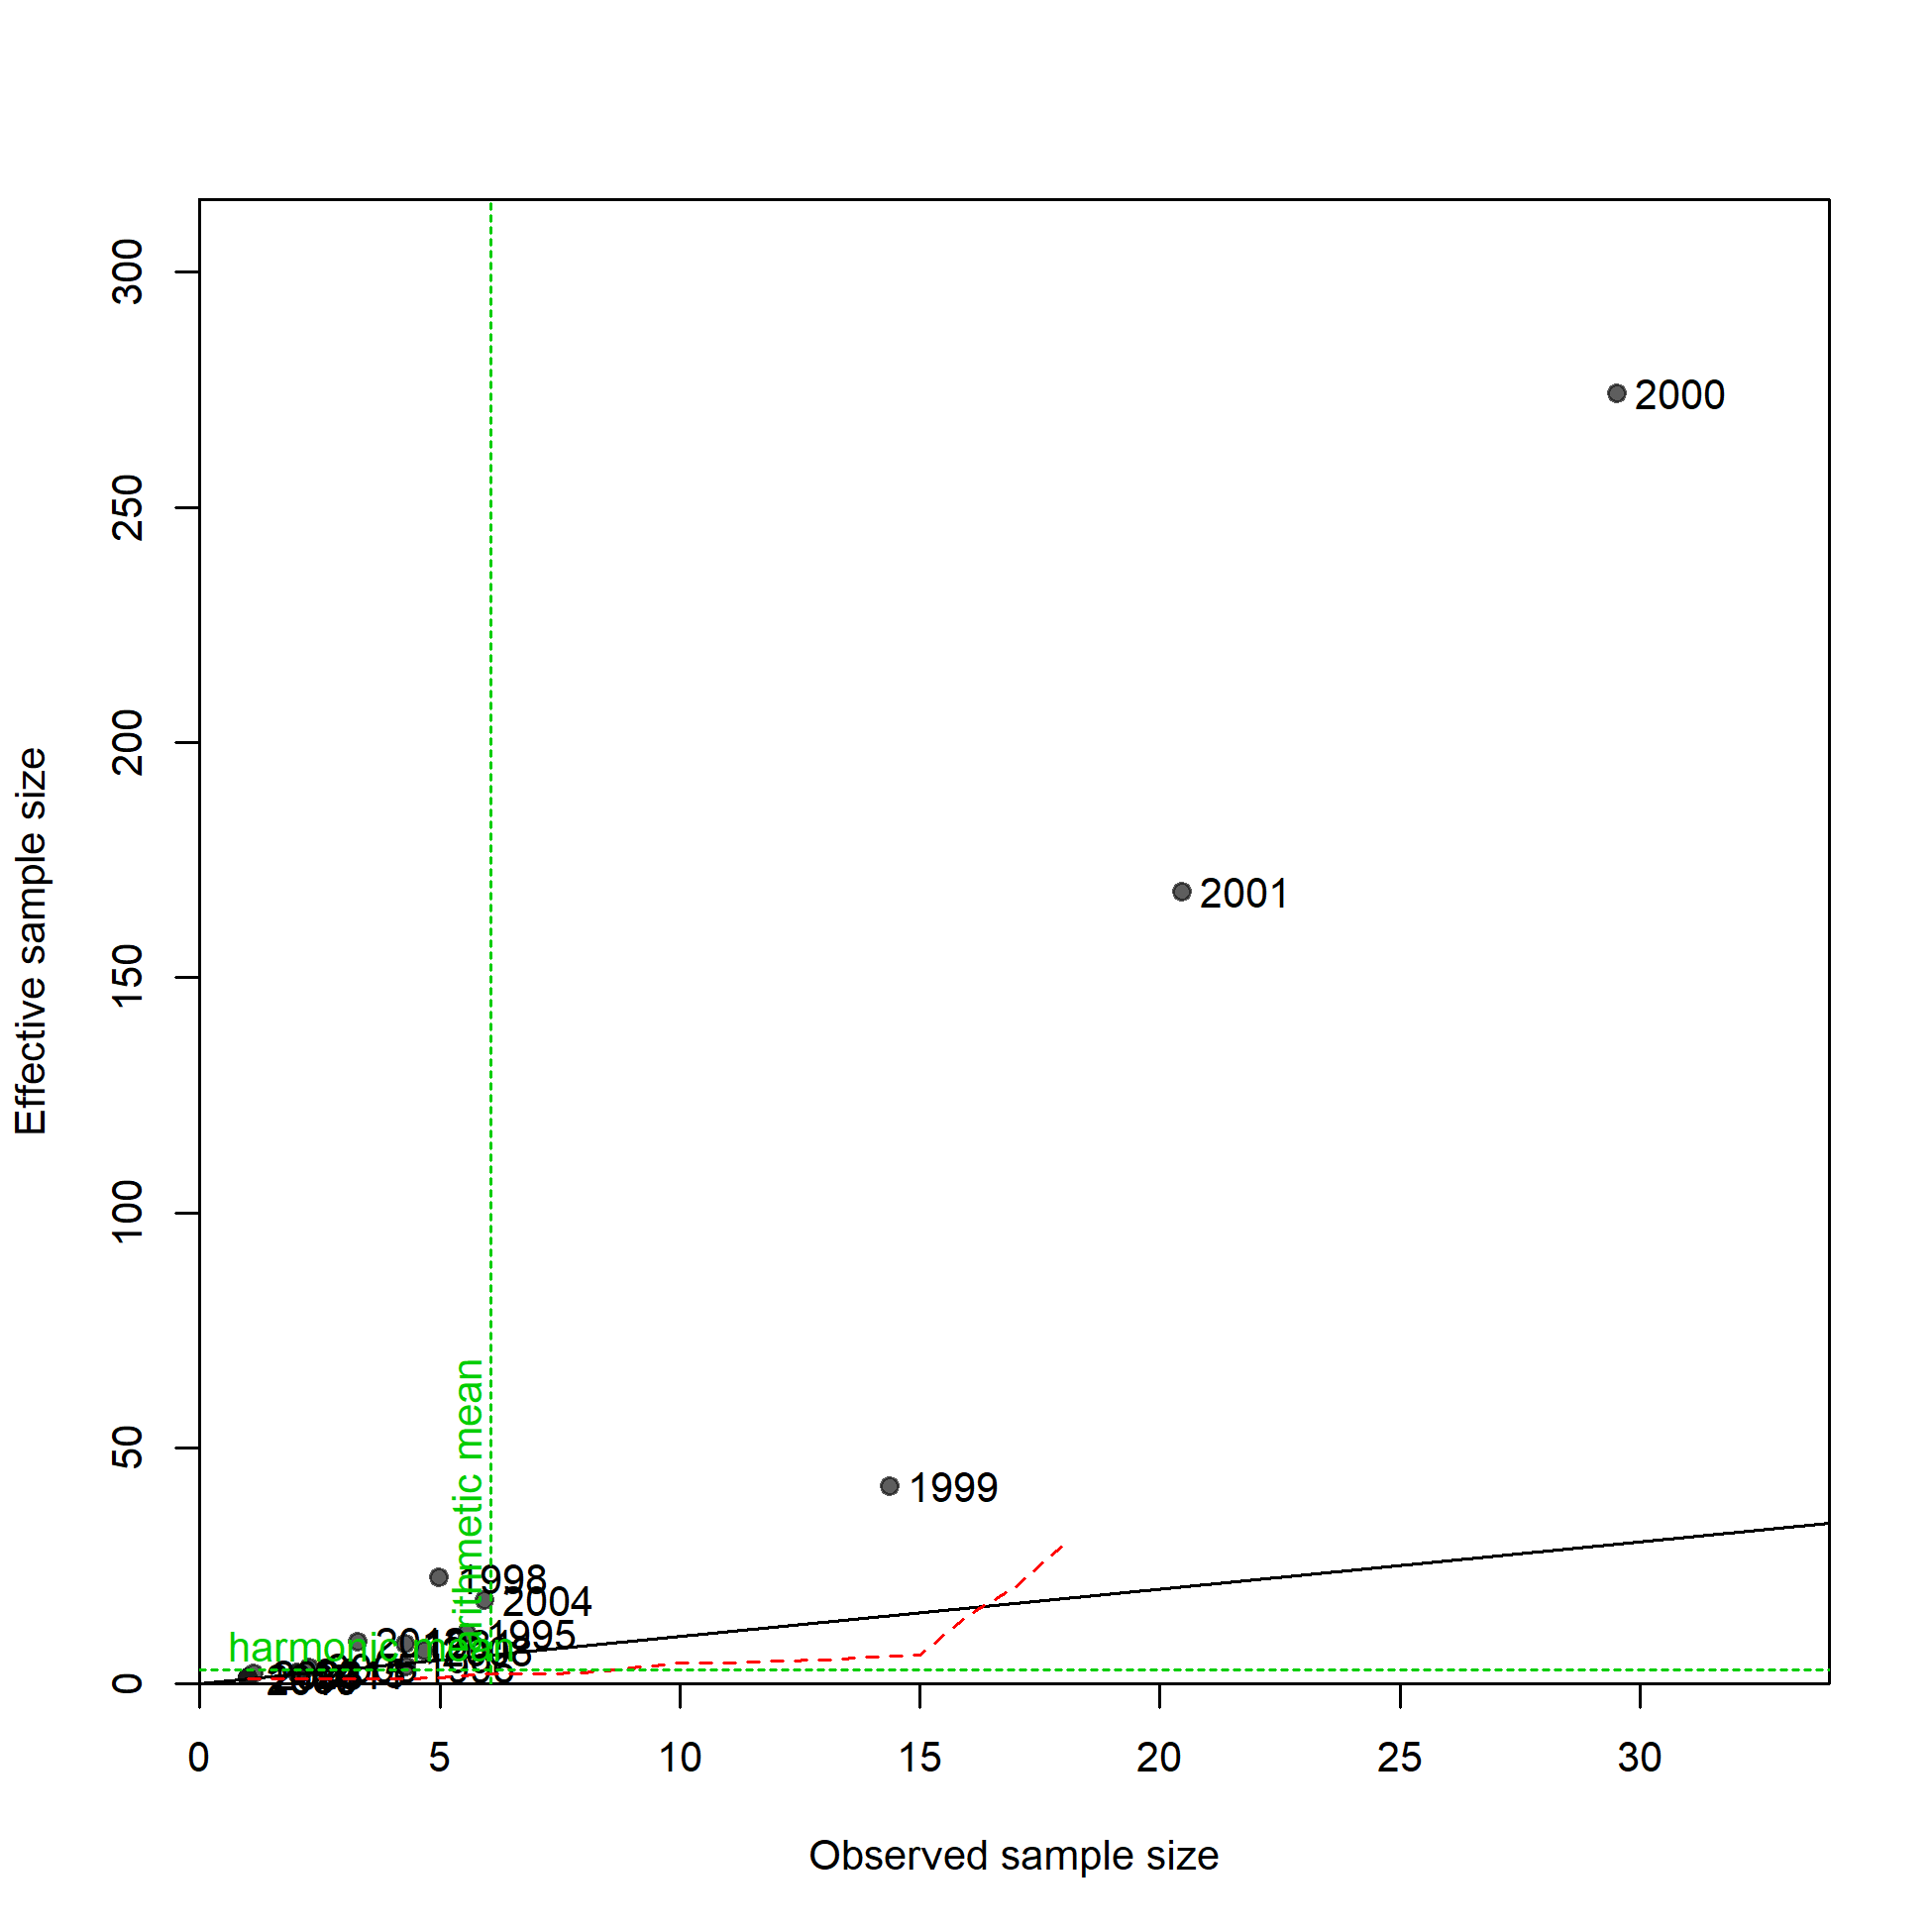 300
250
200
150
100
50
0
Effective sample size
2000
2001
1999
1998
2004
1995
arithmetic mean
harmonic mean
0 5 10 15 20 25 30
Observed sample size